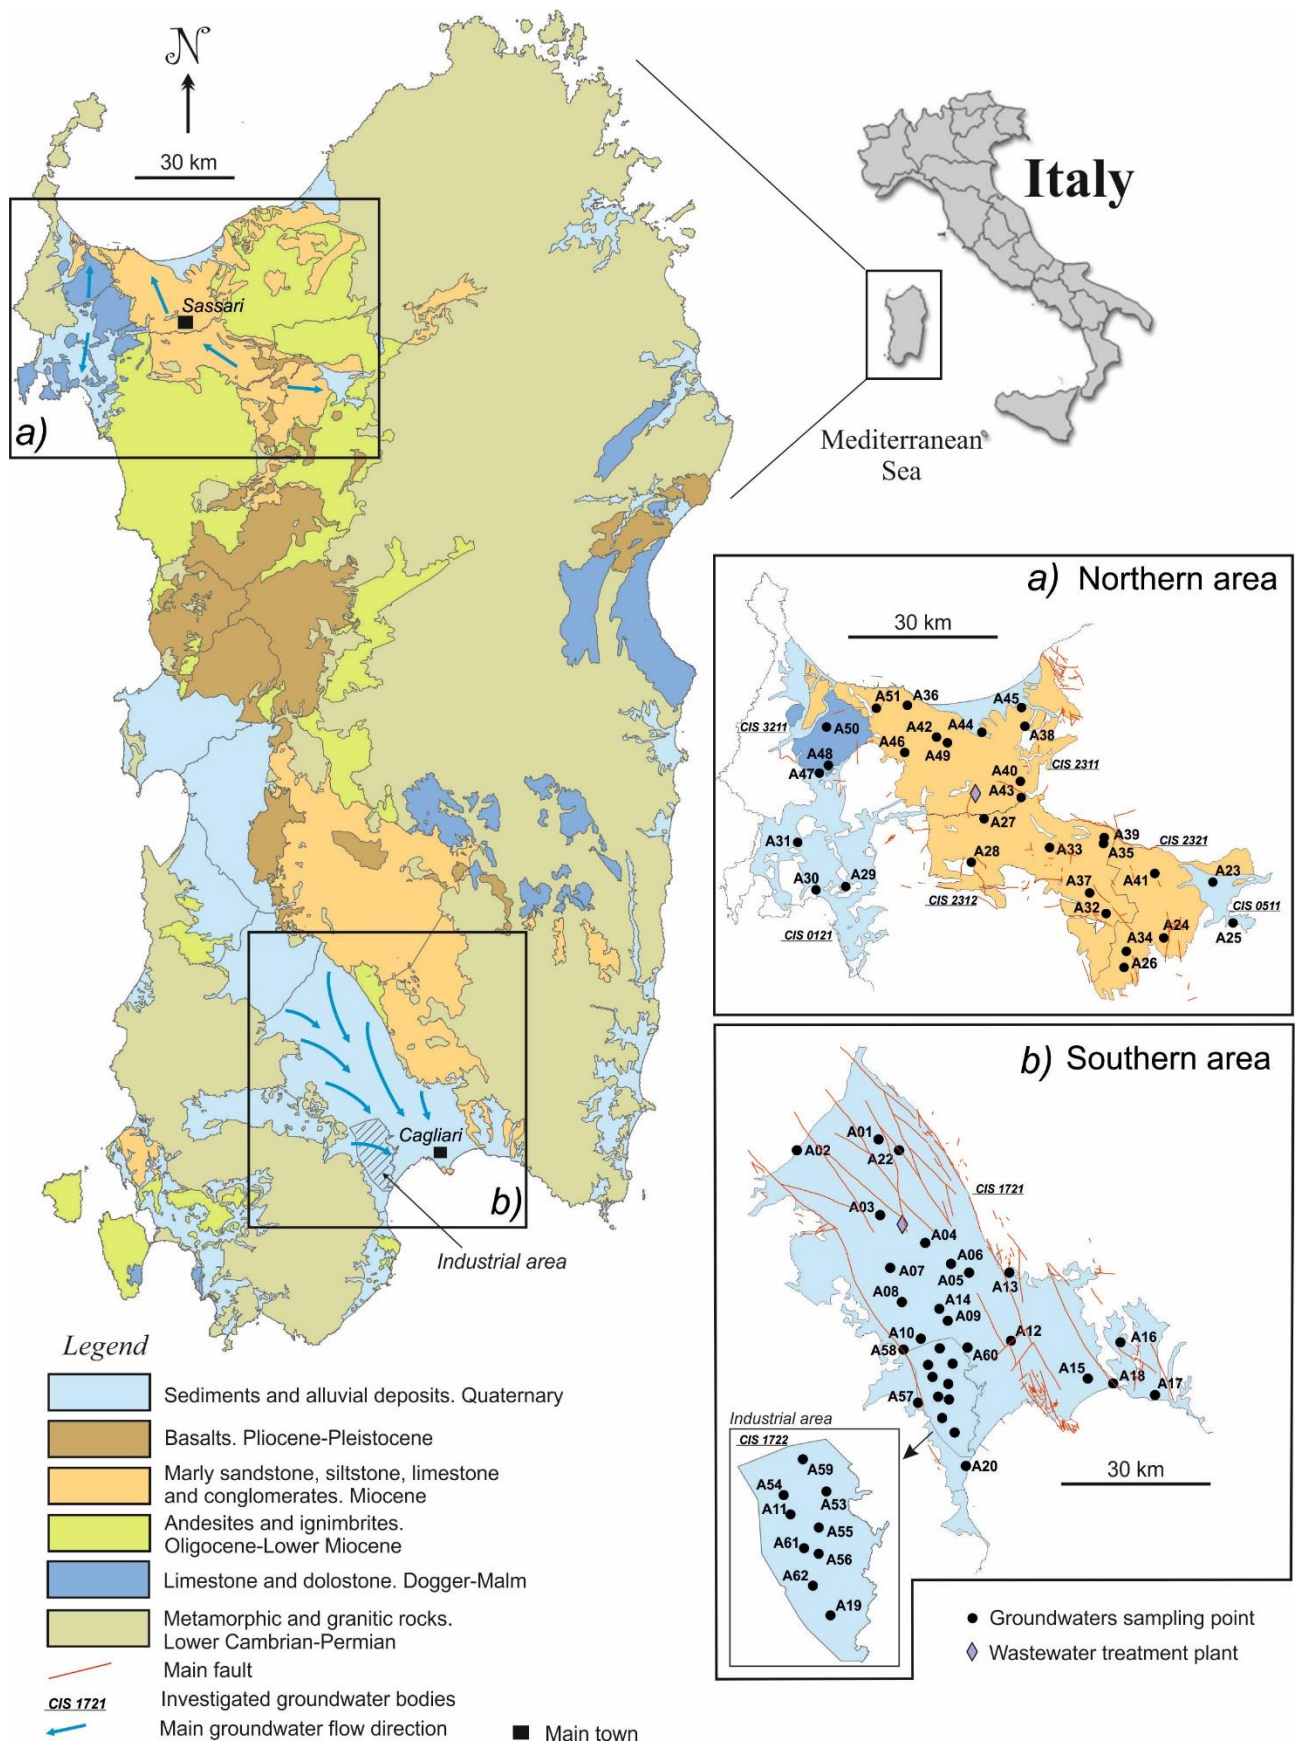 N
30 km
Italy
Sassari
a)
Mediterranean
Sea
Cagliari
b)
Industrial area
a) Northern area
30 km
A51
A36
A45
CIS 3211
A50
A42
A44
A38
A46
A49
CIS 2311
A48
A47
A40
A43
A27
A31
A39
CIS 2321
A33
A35
A28
A41
A23
A30
A29
A37
CIS 2312
A32
CIS 0511
CIS 0121
A24
A25
A34
A26
b) Southern area
A01
A02
A22
CIS 1721
A03
A04
A06
A07
A05
A13
A08
A14
A09
A10
A12
A16
A58
A60
A15
A18
A17
A57
Industrial area
CIS 1722
A20
30 km
A59
A54
A53
A11
A55
A61
A56
A62
A19
Groundwaters sampling point
Wastewater treatment plant
Legend
Sediments and alluvial deposits. Quaternary
Basalts. Pliocene-Pleistocene
Marly sandstone, siltstone, limestone
and conglomerates. Miocene
Andesites and ignimbrites.
Oligocene-Lower Miocene
Limestone and dolostone. Dogger-Malm
Metamorphic and granitic rocks.
Lower Cambrian-Permian
Main fault
CIS 1721 Investigated groundwater bodies
Main groundwater flow direction
Main town